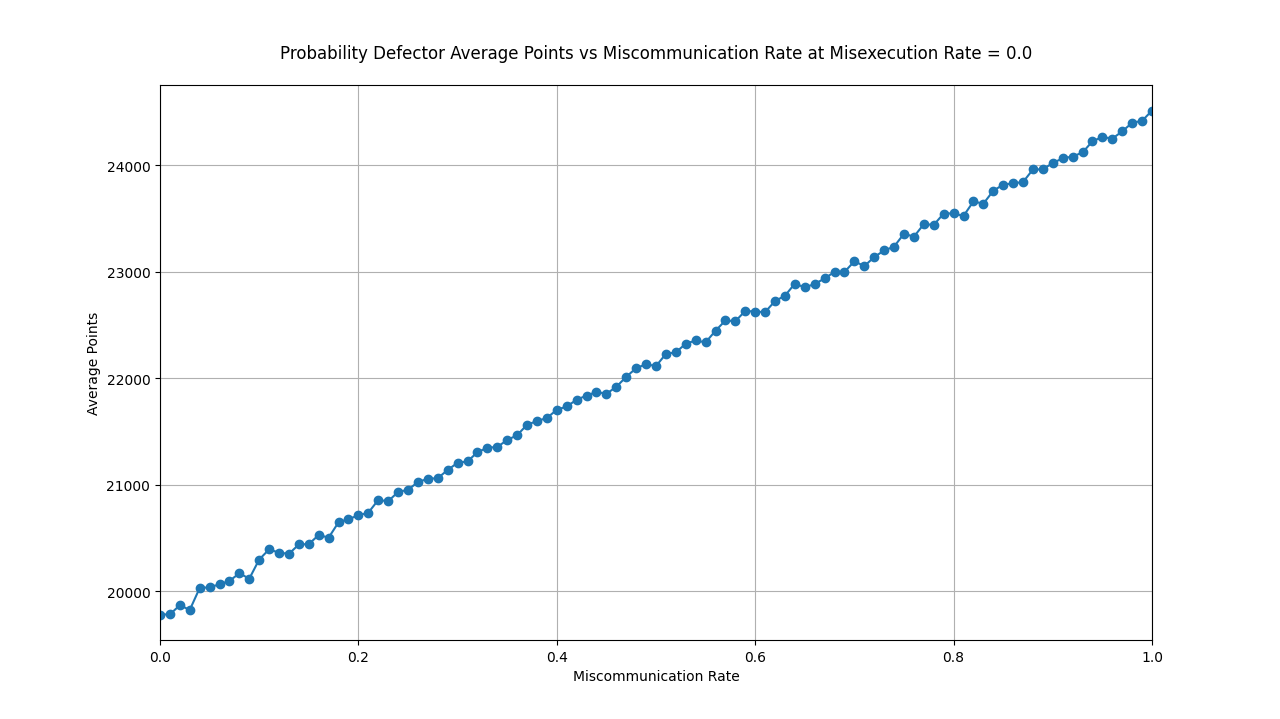 Probability Defector Average Points vs Miscommunication Rate at Misexecution Rate = 0.0
24000
23000
22000
21000
20000
Average Points
0.0 0.2 0.4 0.6 0.8 1.0
Miscommunication Rate